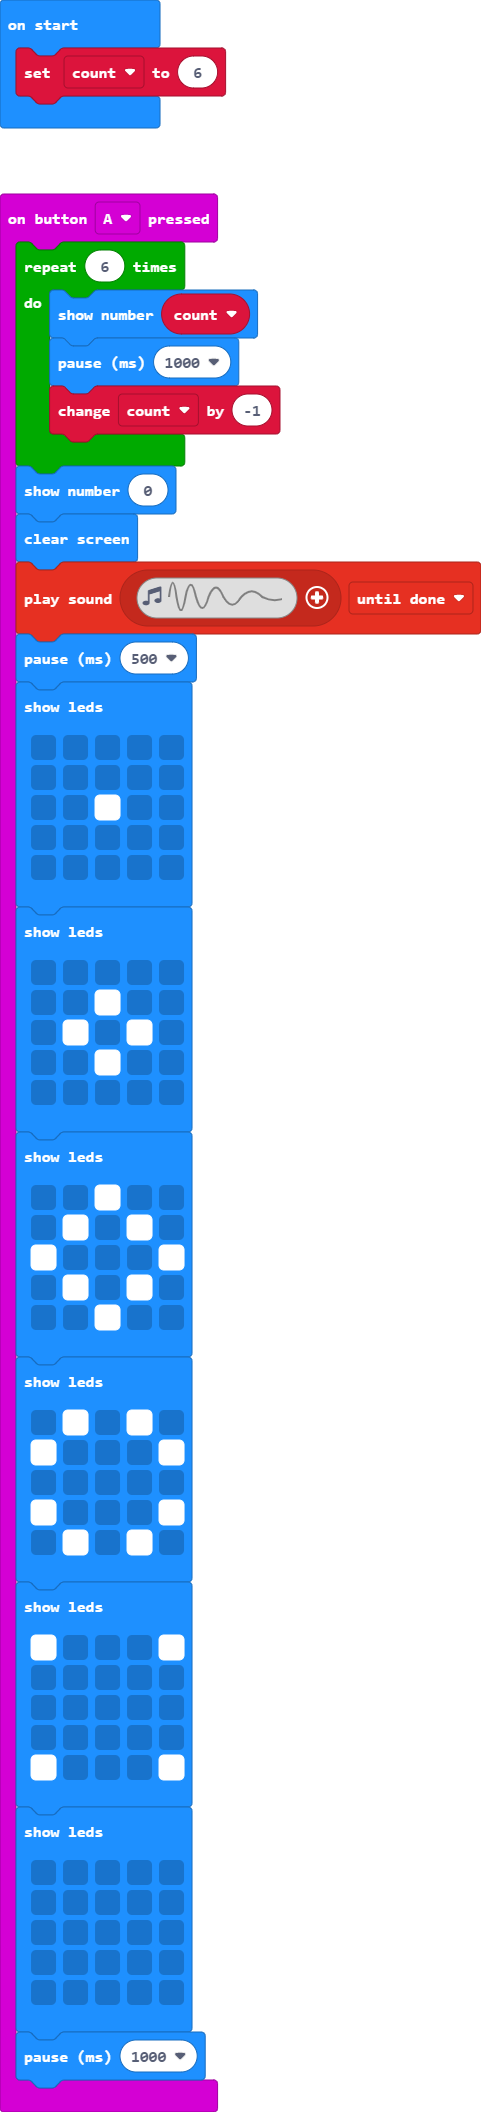 on start
set count to 6
on button A pressed
repeat 6 times
do
show number count
pause (ms) 1000
change count by -1
show number 0
clear screen
play sound until done
pause (ms) 500
show leds
show leds
show leds
show leds
show leds
show leds
pause (ms) 1000